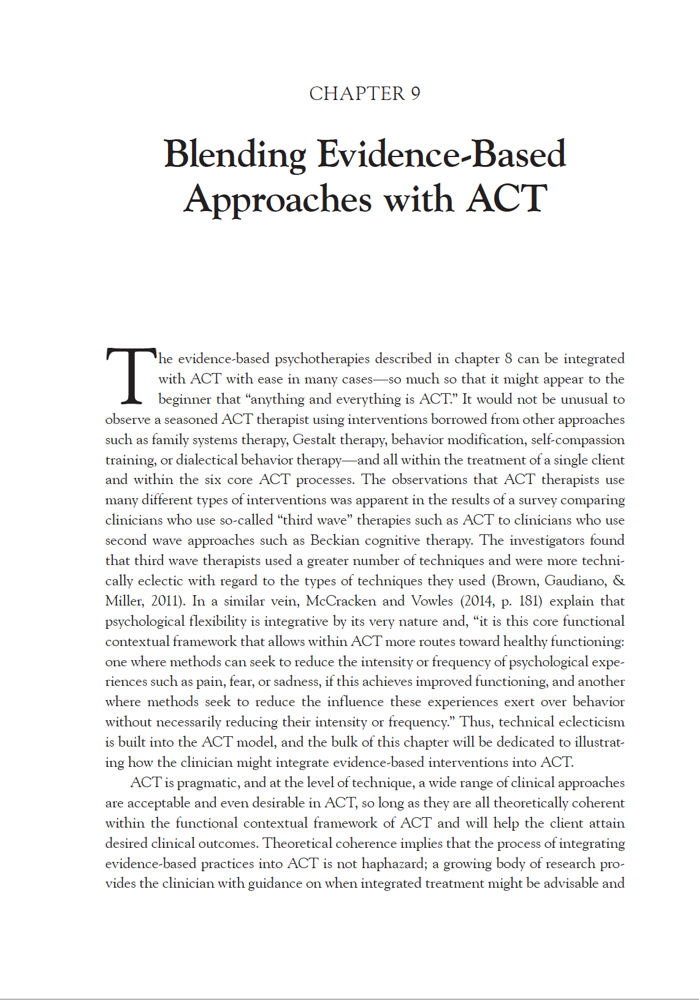 CHAPTER 9
Blending Evidence-Based
Approaches with ACT
The evidence-based psychotherapies described in chapter 8 can be integrated
with ACT with ease in many cases—so much so that it might appear to the
beginner that “anything and everything is ACT.” It would not be unusual to
observe a seasoned ACT therapist using interventions borrowed from other approaches
such as family systems therapy, Gestalt therapy, behavior modification, self-compassion
training, or dialectical behavior therapy—and all within the treatment of a single client
and within the six core ACT processes. The observations that ACT therapists use
many different types of interventions was apparent in the results of a survey comparing
clinicians who use so-called “third wave” therapies such as ACT to clinicians who use
second wave approaches such as Beckian cognitive therapy. The investigators found
that third wave therapists used a greater number of techniques and were more techni-
cally eclectic with regard to the types of techniques they used (Brown, Gaudiano, &
Miller, 2011). In a similar vein, McCracken and Vowles (2014, p. 181) explain that
psychological flexibility is integrative by its very nature and, “it is this core functional
contextual framework that allows within ACT more routes toward healthy functioning:
one where methods can seek to reduce the intensity or frequency of psychological expe-
riences such as pain, fear, or sadness, if this achieves improved functioning, and another
where methods seek to reduce the influence these experiences exert over behavior
without necessarily reducing their intensity or frequency.” Thus, technical eclecticism
is built into the ACT model, and the bulk of this chapter will be dedicated to illustrat-
ing how the clinician might integrate evidence-based interventions into ACT.
ACT is pragmatic, and at the level of technique, a wide range of clinical approaches
are acceptable and even desirable in ACT, so long as they are all theoretically coherent
within the functional contextual framework of ACT and will help the client attain
desired clinical outcomes. Theoretical coherence implies that the process of integrating
evidence-based practices into ACT is not haphazard; a growing body of research pro-
vides the clinician with guidance on when integrated treatment might be advisable and